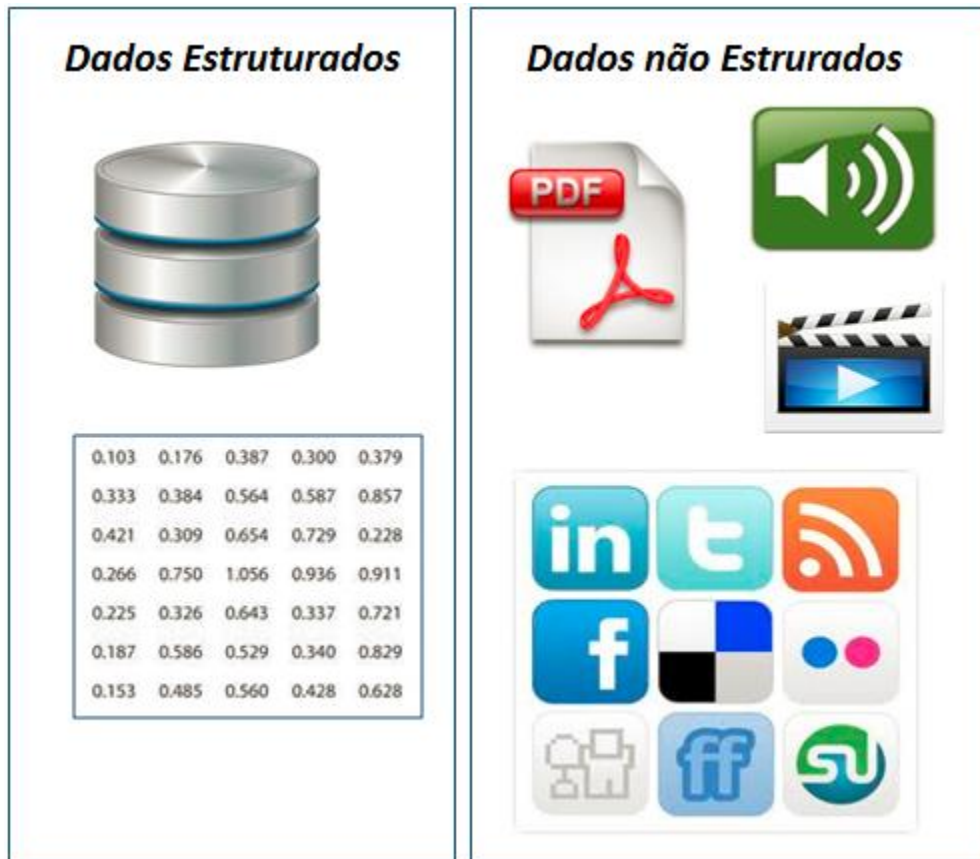 Dados Estruturados
0.103 0.176 0.387 0.300 0.379
0.333 0.384 0.564 0.587 0.857
0.421 0.309 0.654 0.729 0.228
0.266 0.750 1.056 0.936 0.911
0.225 0.326 0.643 0.337 0.721
0.187 0.586 0.529 0.340 0.829
0.153 0.485 0.560 0.428 0.628
Dados não Estrurados
PDF
in t
f
ff su